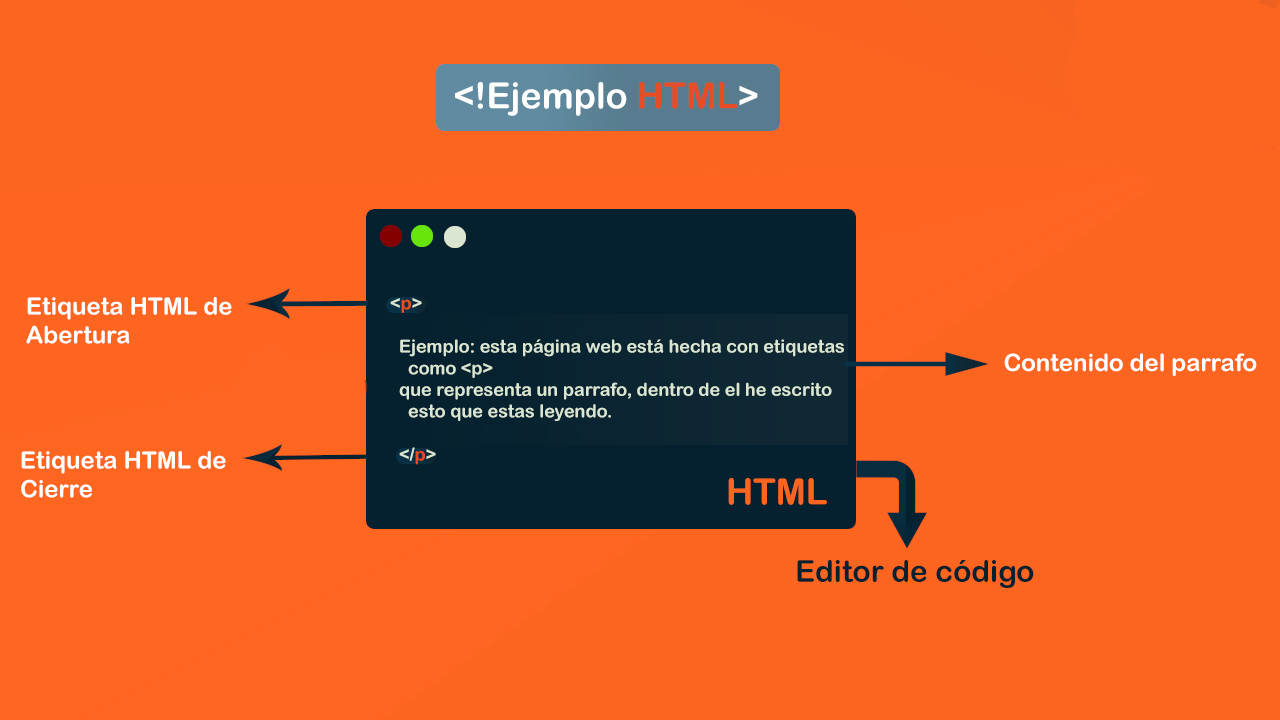 <!Ejemplo HTML>
Etiqueta HTML de
Abertura
<p>
Ejemplo: esta página web está hecha con etiquetas
como <p>
que representa un parrafo, dentro de el he escrito
esto que estas leyendo.
Contenido del parrafo
Etiqueta HTML de
Cierre
</p>
HTML
Editor de código